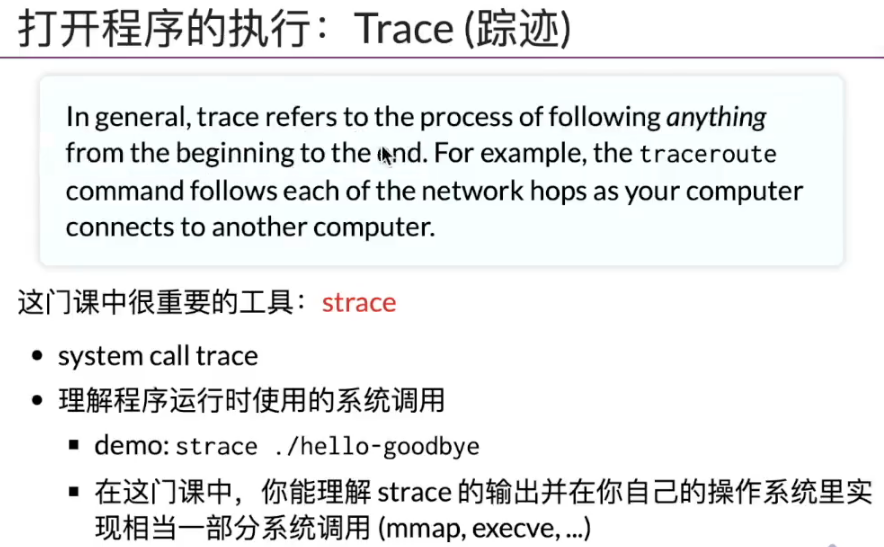 打开程序的执行：Trace (踪迹)
In general, trace refers to the process of following anything
from the beginning to the end. For example, the traceroute
command follows each of the network hops as your computer
connects to another computer.
这门课中很重要的工具：strace
• system call trace
• 理解程序运行时使用的系统调用
▪ demo: strace ./hello-goodbye
▪ 在这门课中，你能理解 strace 的输出并在你自己的操作系统里实
现相当一部分系统调用 (mmap, execve, ...)